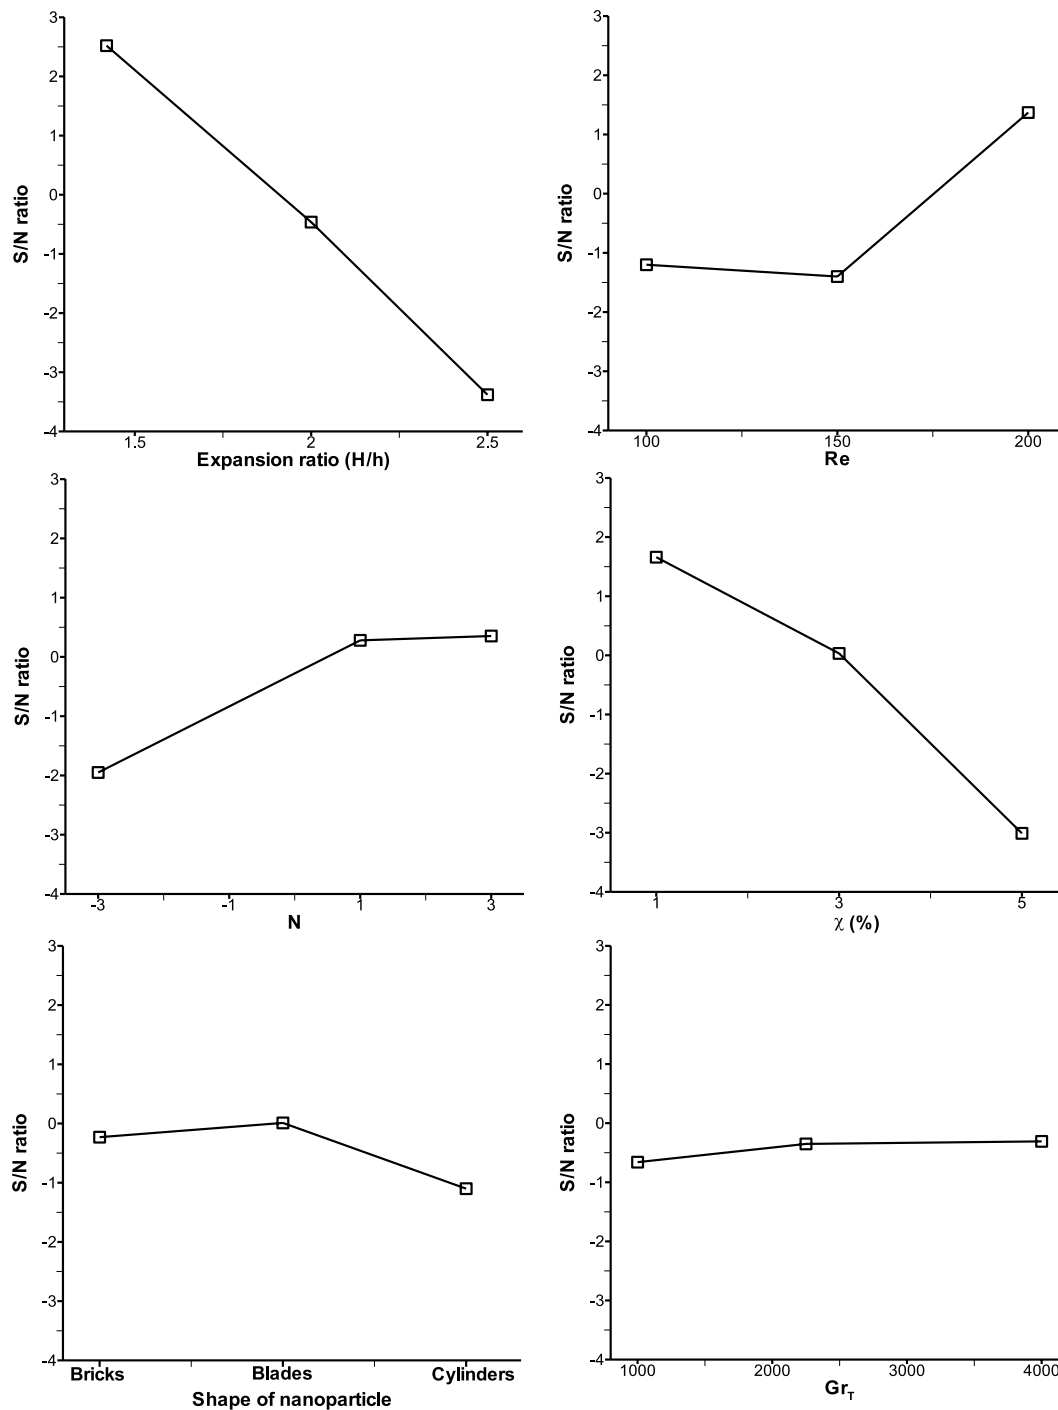 3
2
1
0
-1
-2
-3
-4
S/N ratio
1.5 2 2.5
Expansion ratio (H/h)
3
2
1
0
-1
-2
-3
-4
S/N ratio
100 150 200
Re
3
2
1
0
-1
-2
-3
-4
S/N ratio
-3 -1 1 3
N
3
2
1
0
-1
-2
-3
-4
S/N ratio
1 3 5
χ (%)
3
2
1
0
-1
-2
-3
-4
S/N ratio
Bricks Blades Cylinders
Shape of nanoparticle
3
2
1
0
-1
-2
-3
-4
S/N ratio
1000 2000 3000 4000
Gr_T